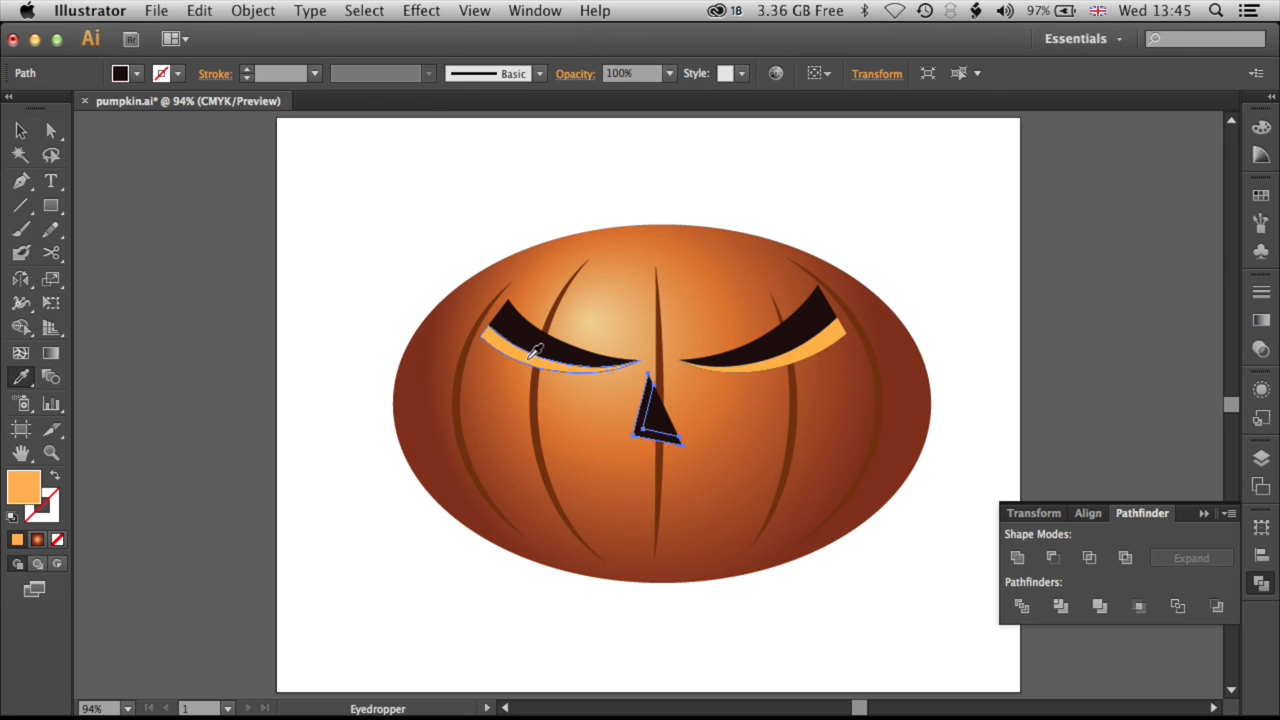 Illustrator File Edit Object Type Select Effect View Window Help 1B 3.36 GB Free 97% Wed 13:45
Ai Br Essentials
Path Stroke: Basic Opacity: 100% Style: Transform
× pumpkin.ai* @ 94% (CMYK/Preview)
T
Transform Align Pathfinder
Shape Modes:
Expand
Pathfinders:
94% 1 Eyedropper